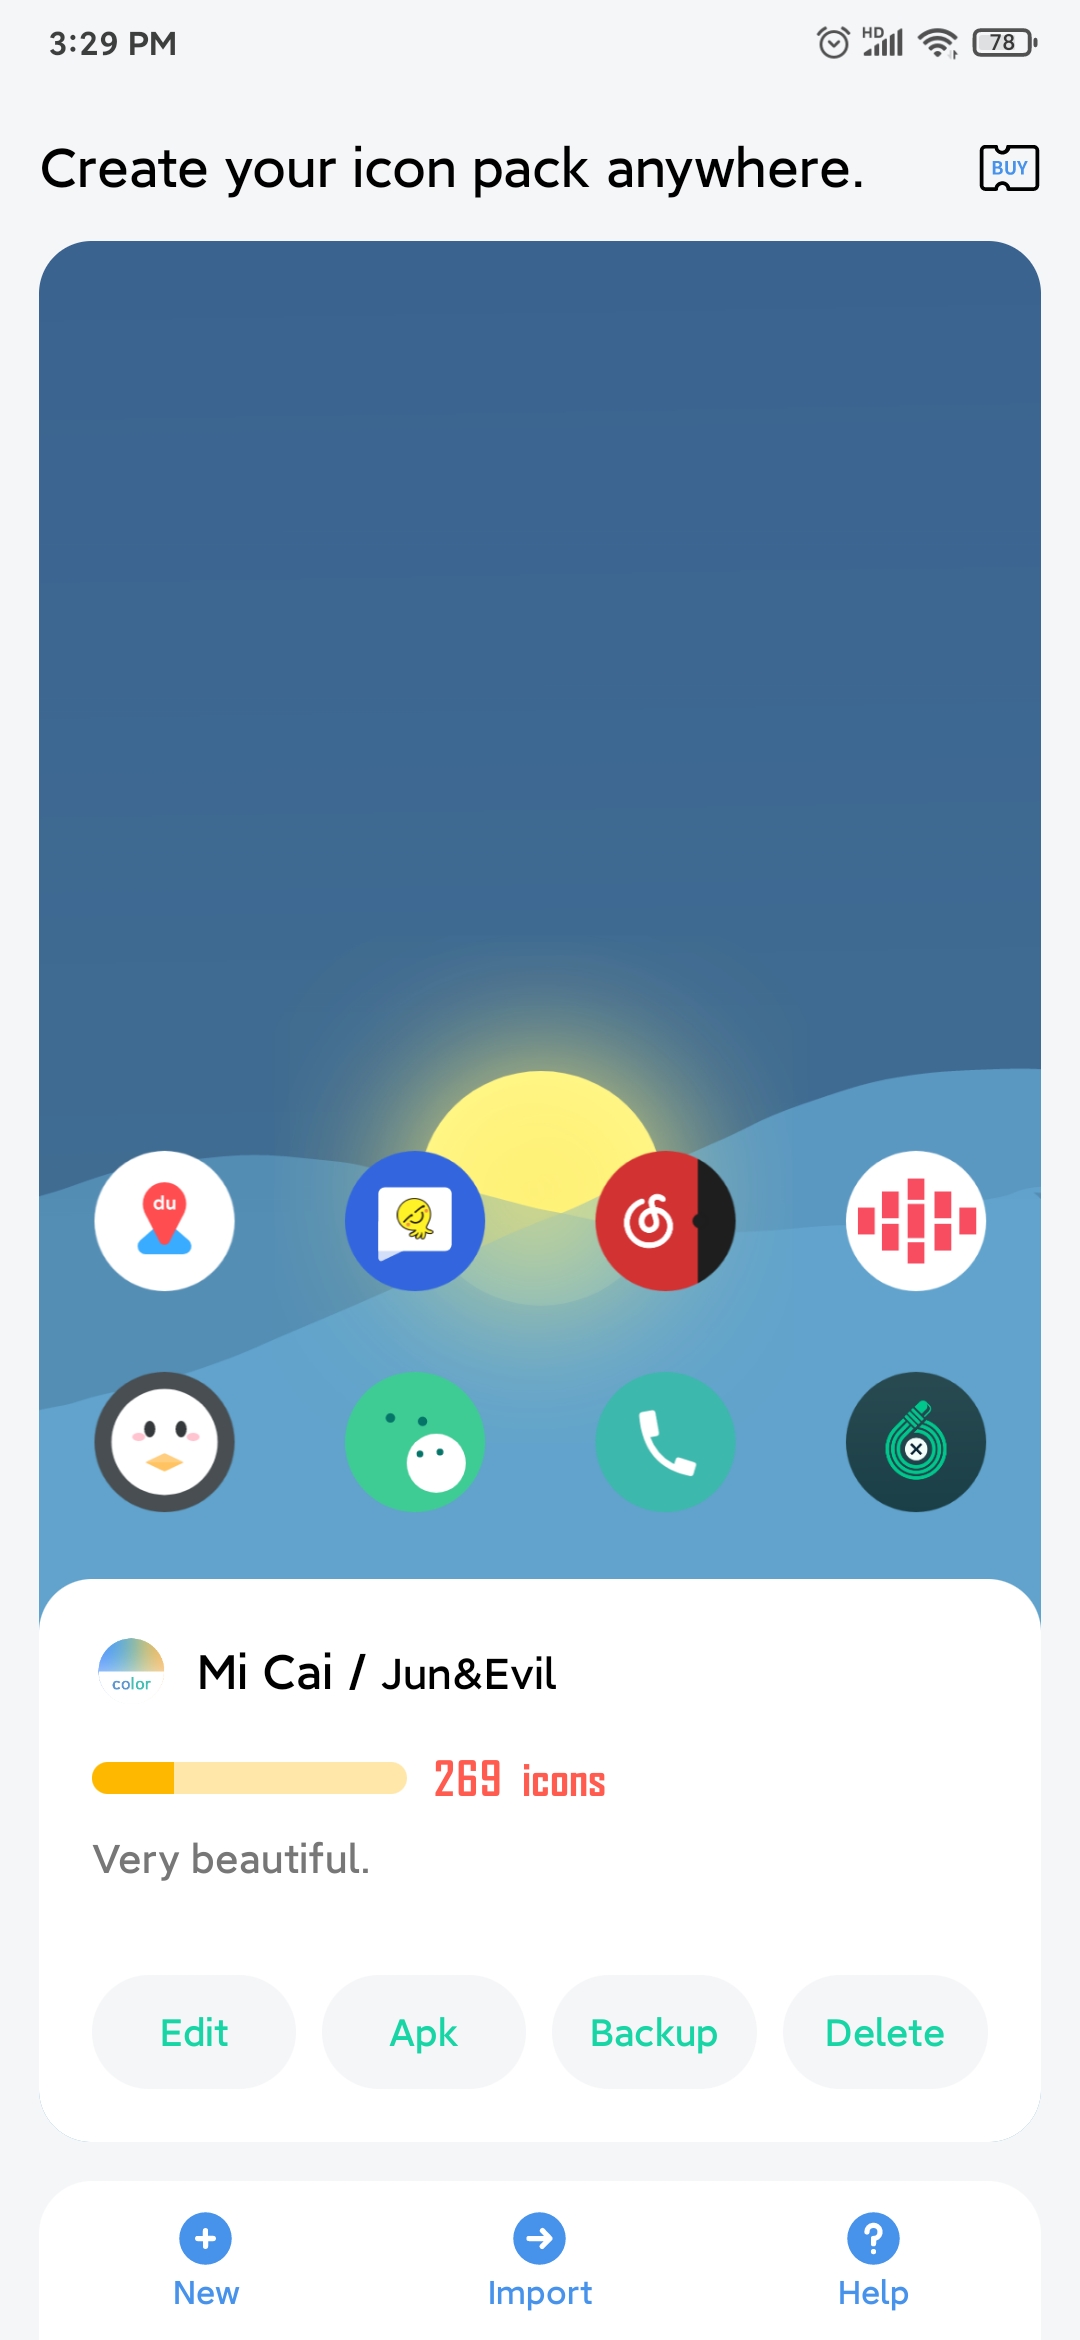 3:29 PM HD 78
Create your icon pack anywhere. BUY
du
color
Mi Cai / Jun&Evil
269 icons
Very beautiful.
Edit Apk Backup Delete
New Import Help